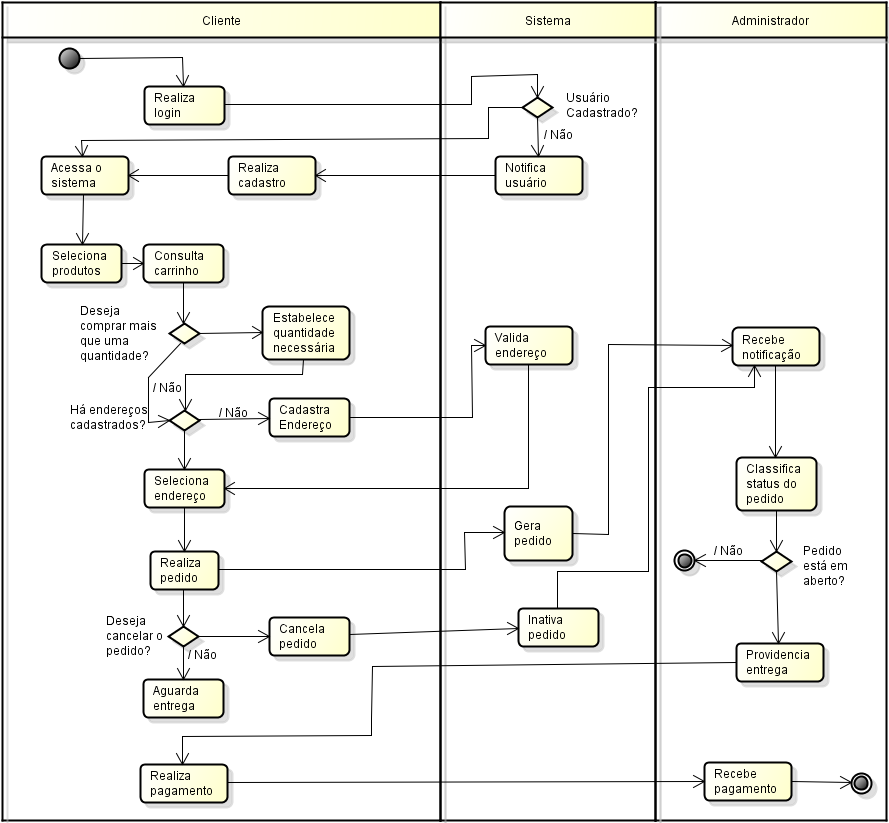 Cliente
Sistema
Administrador
Realiza
login
Usuário
Cadastrado?
/ Não
Acessa o
sistema
Realiza
cadastro
Notifica
usuário
Seleciona
produtos
Consulta
carrinho
Deseja
comprar mais
que uma
quantidade?
Estabelece
quantidade
necessária
Valida
endereço
Recebe
notificação
/ Não
Há endereços
cadastrados?
/ Não
Cadastra
Endereço
Seleciona
endereço
Classifica
status do
pedido
Gera
pedido
Realiza
pedido
/ Não
Pedido
está em
aberto?
Deseja
cancelar o
pedido?
/ Não
Cancela
pedido
Inativa
pedido
Providencia
entrega
Aguarda
entrega
Realiza
pagamento
Recebe
pagamento